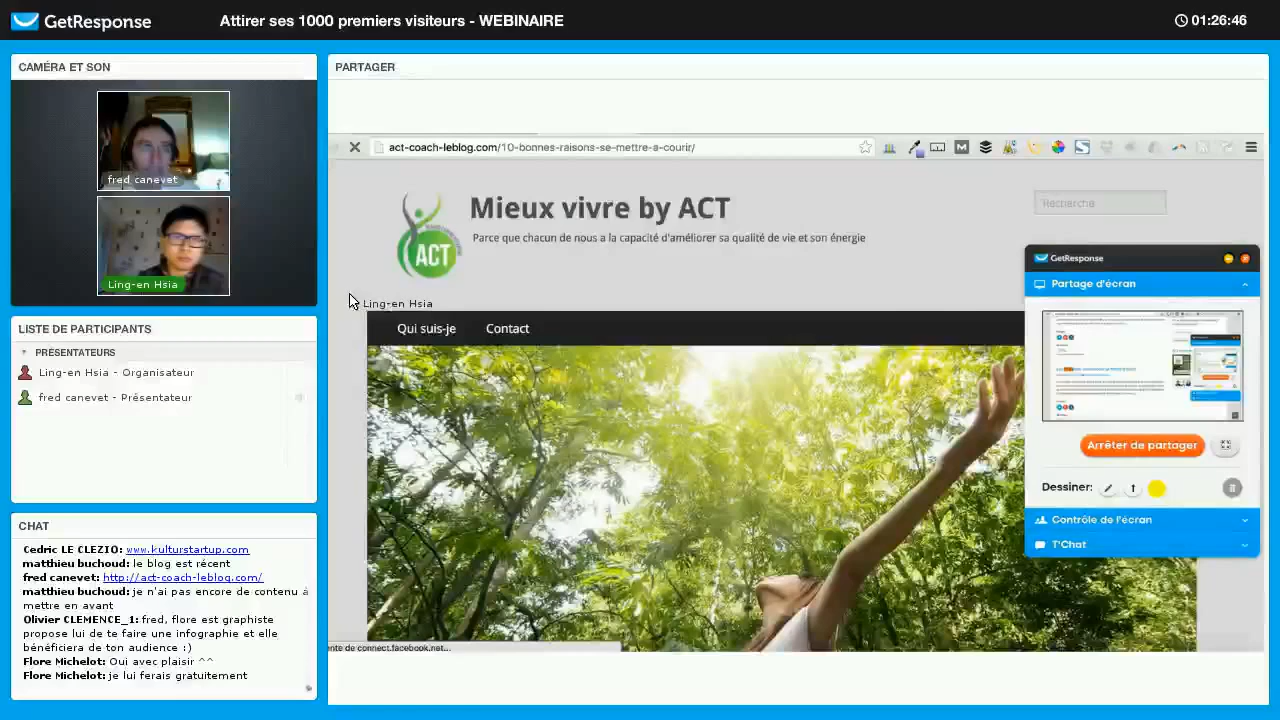 GetResponse
Attirer ses 1000 premiers visiteurs - WEBINAIRE
01:26:46
CAMÉRA ET SON
fred canevet
Ling-en Hsia
LISTE DE PARTICIPANTS
PRÉSENTATEURS
Ling-en Hsia - Organisateur
fred canevet - Présentateur
CHAT
Cedric LE CLEZIO: www.kulturstartup.com
matthieu buchoud: le blog est récent
fred canevet: http://act-coach-leblog.com/
matthieu buchoud: je n'ai pas encore de contenu à
mettre en avant
Olivier CLEMENCE_1: fred, flore est graphiste
propose lui de te faire une infographie et elle
bénéficiera de ton audience :)
Flore Michelot: Oui avec plaisir ^^
Flore Michelot: je lui ferais gratuitement
PARTAGER
act-coach-leblog.com/10-bonnes-raisons-se-mettre-a-courir/
Mieux vivre by ACT
Parce que chacun de nous a la capacité d'améliorer sa qualité de vie et son énergie
ACT
Recherche
Ling-en Hsia
Qui suis-je
Contact
GetResponse
Partage d'écran
Arrêter de partager
Dessiner:
Contrôle de l'écran
T'Chat
nte de connect.facebook.net...